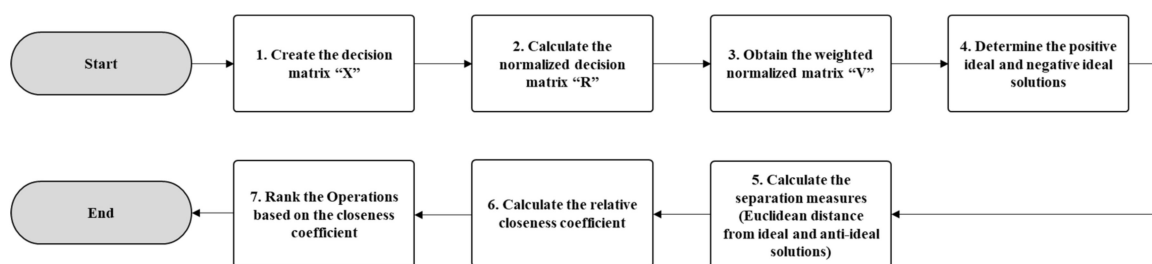 Start
1. Create the decision
matrix “X”
2. Calculate the
normalized decision
matrix “R”
3. Obtain the weighted
normalized matrix “V”
4. Determine the positive
ideal and negative ideal
solutions
5. Calculate the
separation measures
(Euclidean distance
from ideal and anti-ideal
solutions)
6. Calculate the relative
closeness coefficient
7. Rank the Operations
based on the closeness
coefficient
End